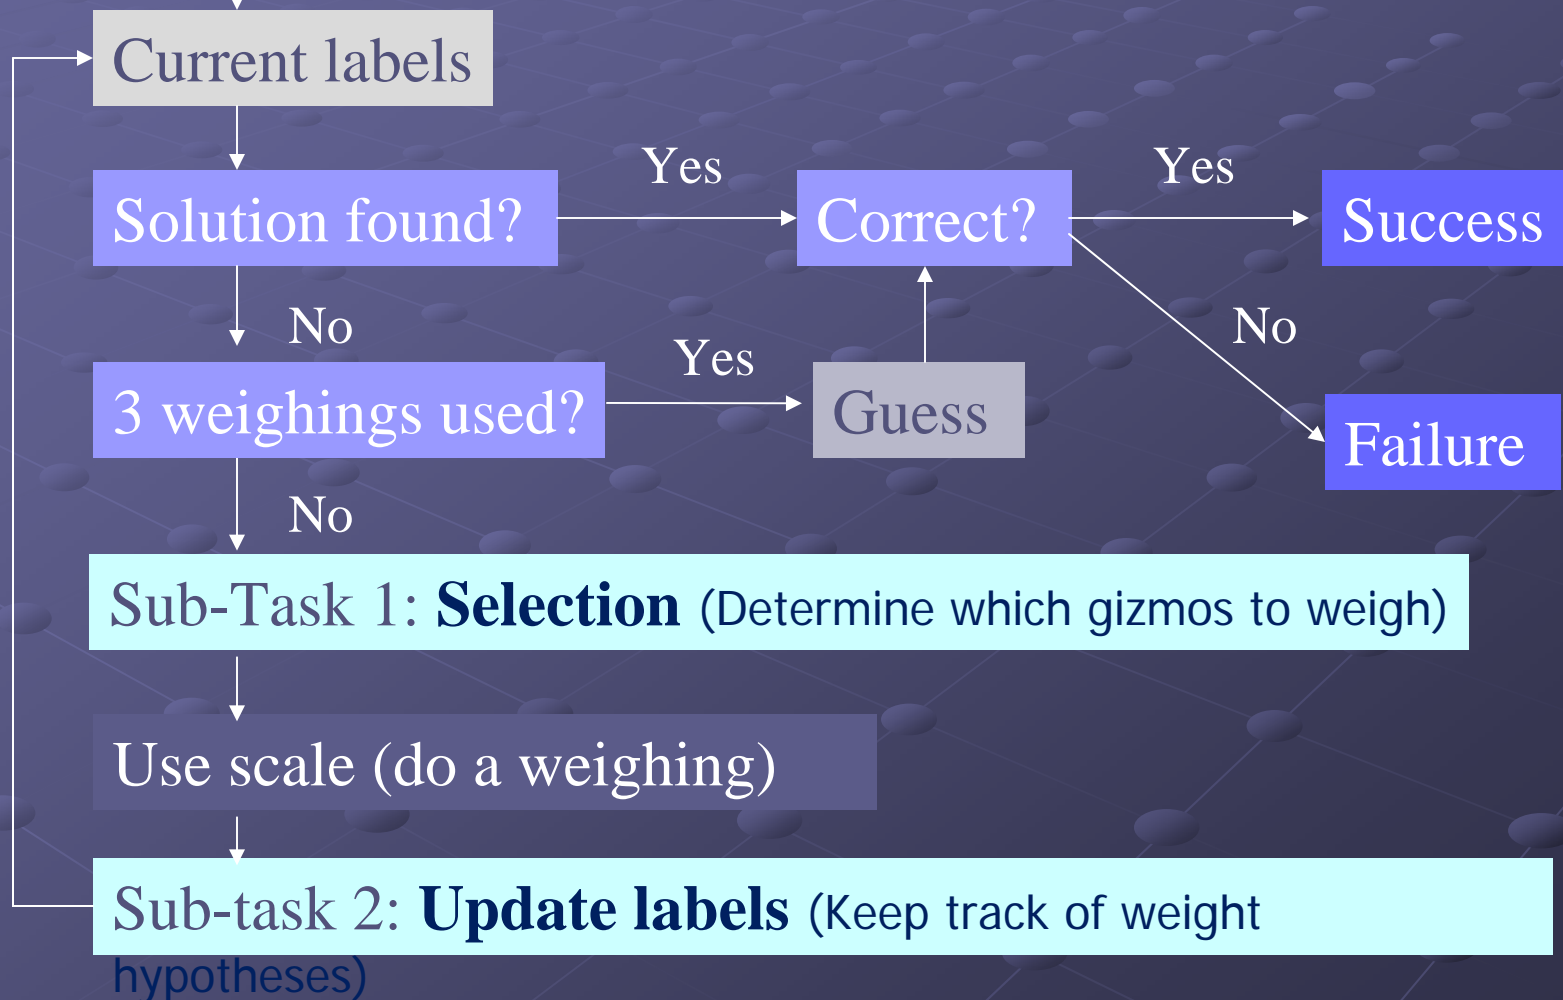 Current labels
Yes
Yes
Solution found?
Correct?
Success
No
No
Yes
3 weighings used?
Guess
Failure
No
Sub-Task 1: Selection (Determine which gizmos to weigh)
Use scale (do a weighing)
Sub-task 2: Update labels (Keep track of weight
hypotheses)